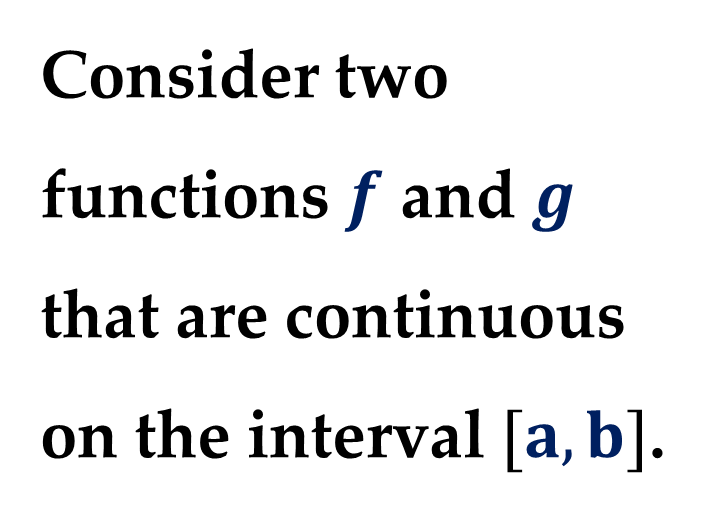 Consider two
functions f and g
that are continuous
on the interval [a, b].